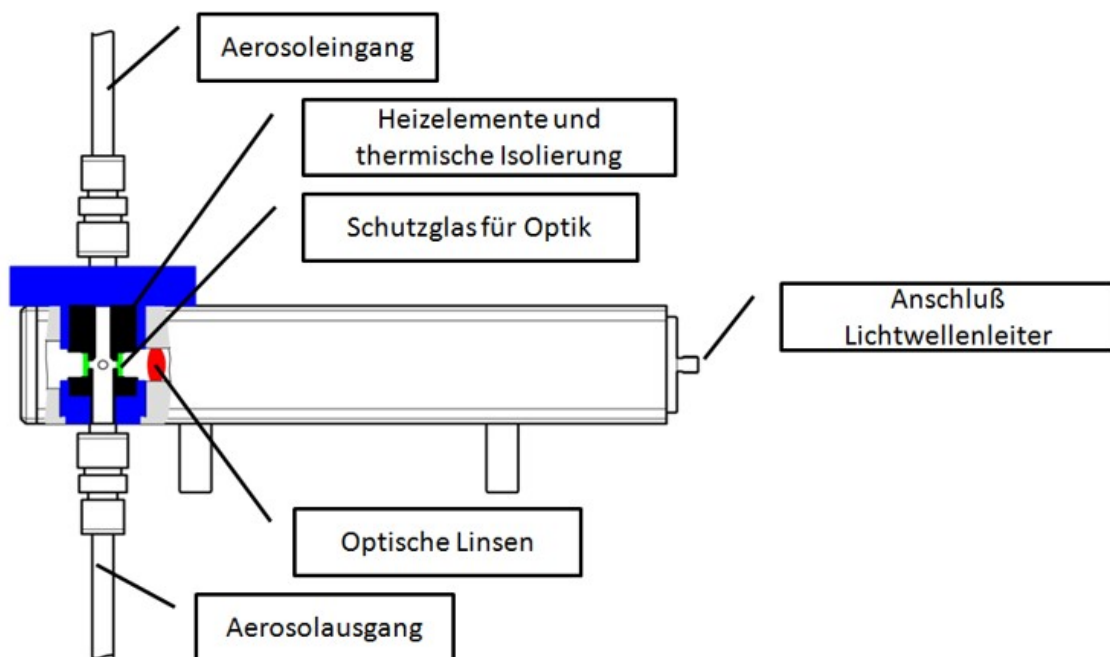 Aerosoleingang
Heizelemente und
thermische Isolierung
Schutzglas für Optik
Anschluß
Lichtwellenleiter
Optische Linsen
Aerosolausgang